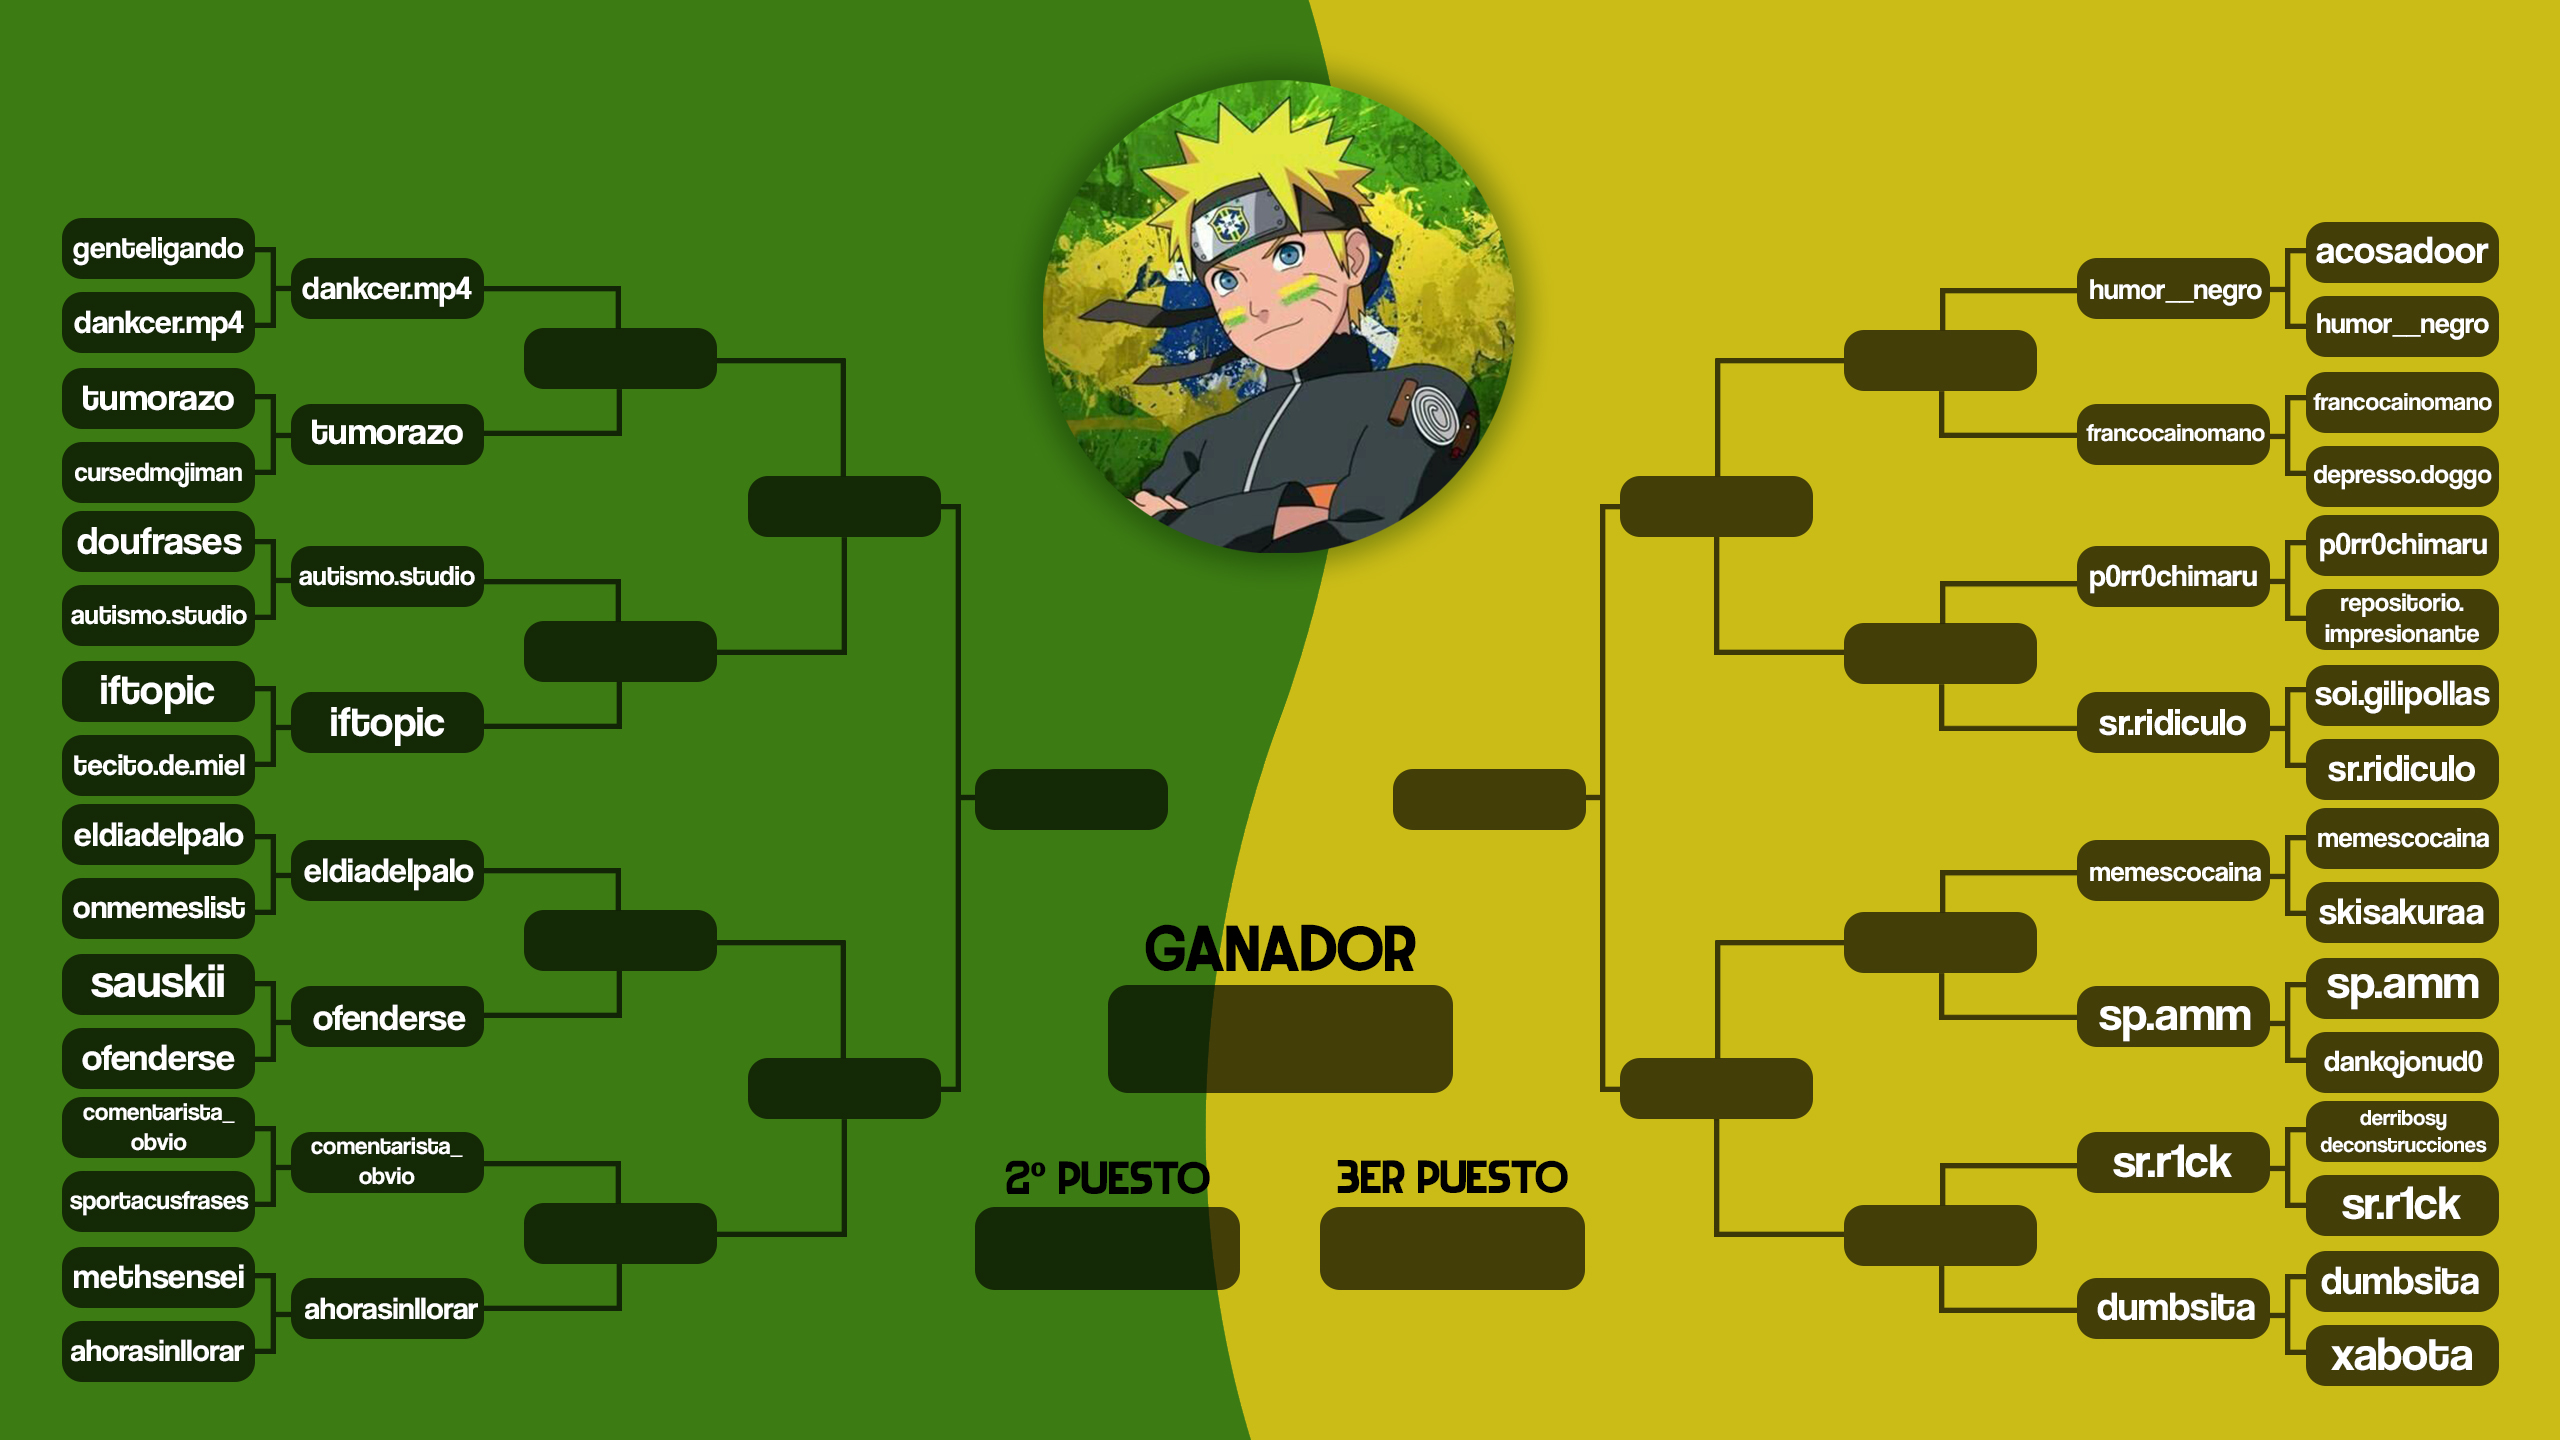 genteligando
dankcer.mp4
tumorazo
cursedmojiman
doufrases
autismo.studio
iftopic
tecito.de.miel
eldiadelpalo
onmemeslist
sauskii
ofenderse
comentarista_
obvio
sportacusfrases
methsensei
ahorasinllorar
dankcer.mp4
tumorazo
autismo.studio
iftopic
eldiadelpalo
ofenderse
comentarista_
obvio
ahorasinllorar
GANADOR
2º PUESTO
3ER PUESTO
humor__negro
francocainomano
p0rr0chimaru
sr.ridiculo
memescocaina
sp.amm
sr.r1ck
dumbsita
acosadoor
humor__negro
francocainomano
depresso.doggo
p0rr0chimaru
repositorio.
impresionante
soi.gilipollas
sr.ridiculo
memescocaina
skisakuraa
sp.amm
dankojonud0
derribosy
deconstrucciones
sr.r1ck
dumbsita
xabota